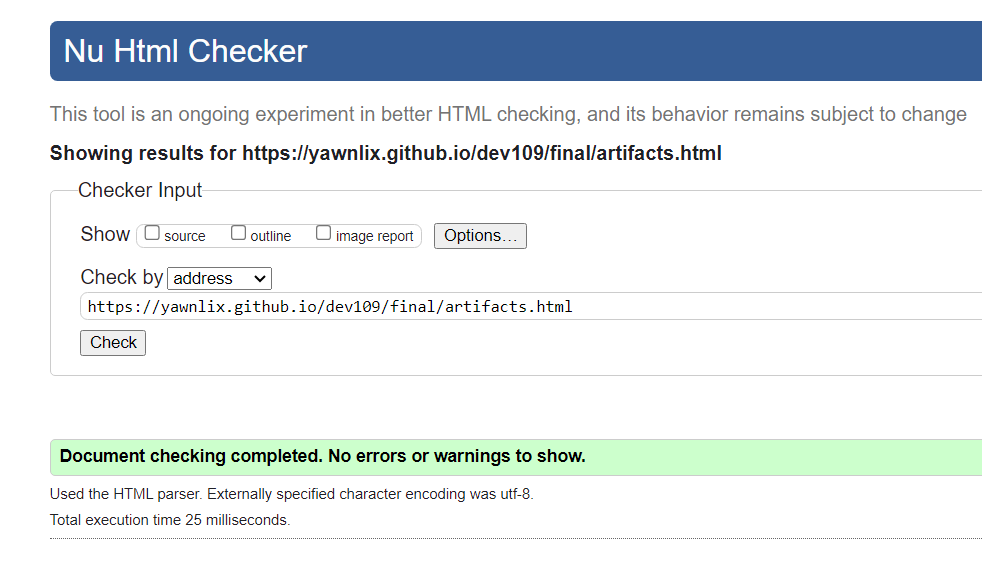 Nu Html Checker
This tool is an ongoing experiment in better HTML checking, and its behavior remains subject to change
Showing results for https://yawnlix.github.io/dev109/final/artifacts.html
Checker Input
Show source outline image report Options…
Check by address
https://yawnlix.github.io/dev109/final/artifacts.html
Check
Document checking completed. No errors or warnings to show.
Used the HTML parser. Externally specified character encoding was utf-8.
Total execution time 25 milliseconds.